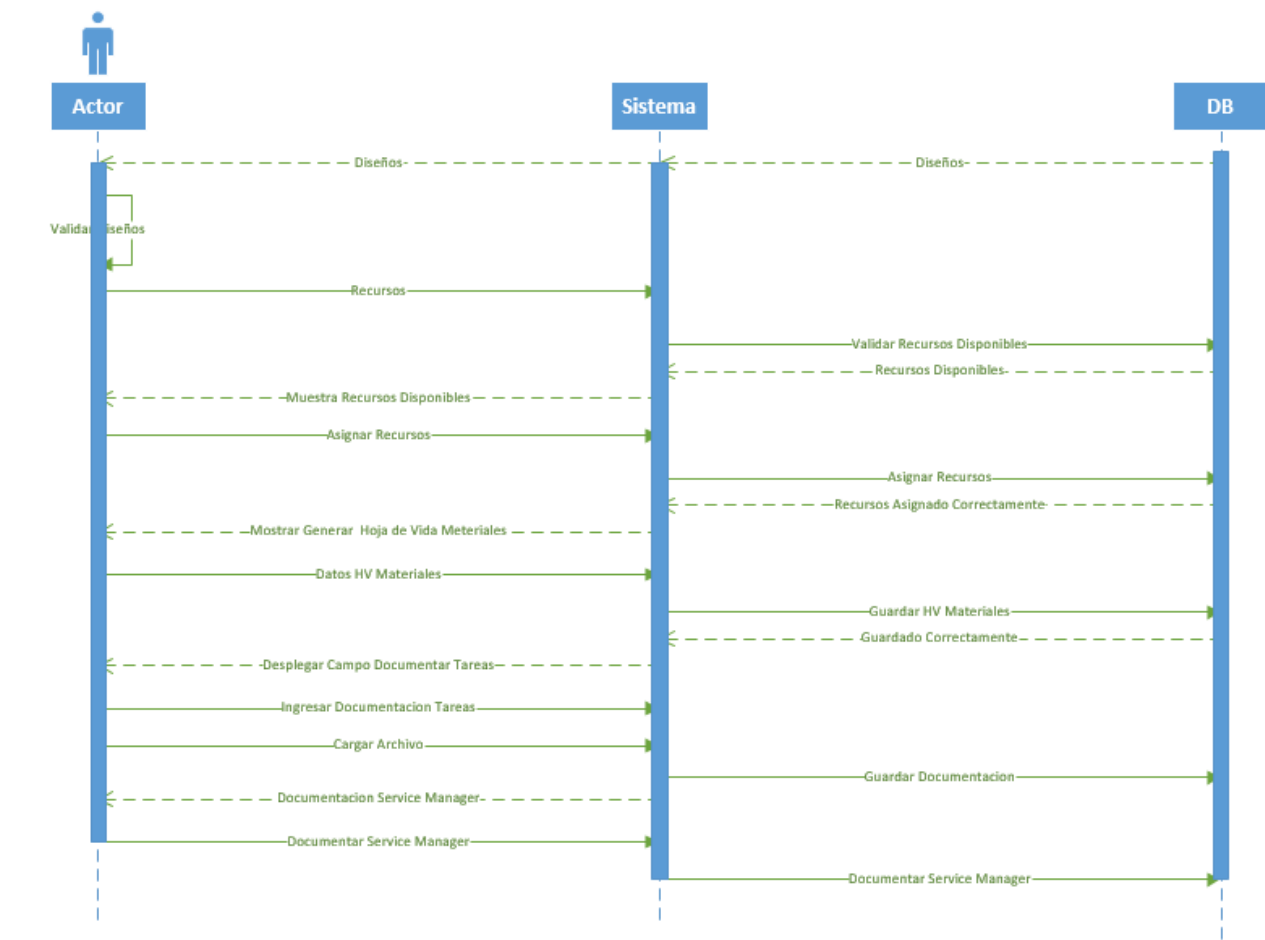 Actor
Sistema
DB
Diseños
Diseños
Validar Diseños
Recursos
Validar Recursos Disponibles
Recursos Disponibles
Muestra Recursos Disponibles
Asignar Recursos
Asignar Recursos
Recursos Asignado Correctamente
Mostrar Generar Hoja de Vida Meteriales
Datos HV Materiales
Guardar HV Materiales
Guardado Correctamente
Desplegar Campo Documentar Tareas
Ingresar Documentacion Tareas
Cargar Archivo
Guardar Documentacion
Documentacion Service Manager
Documentar Service Manager
Documentar Service Manager